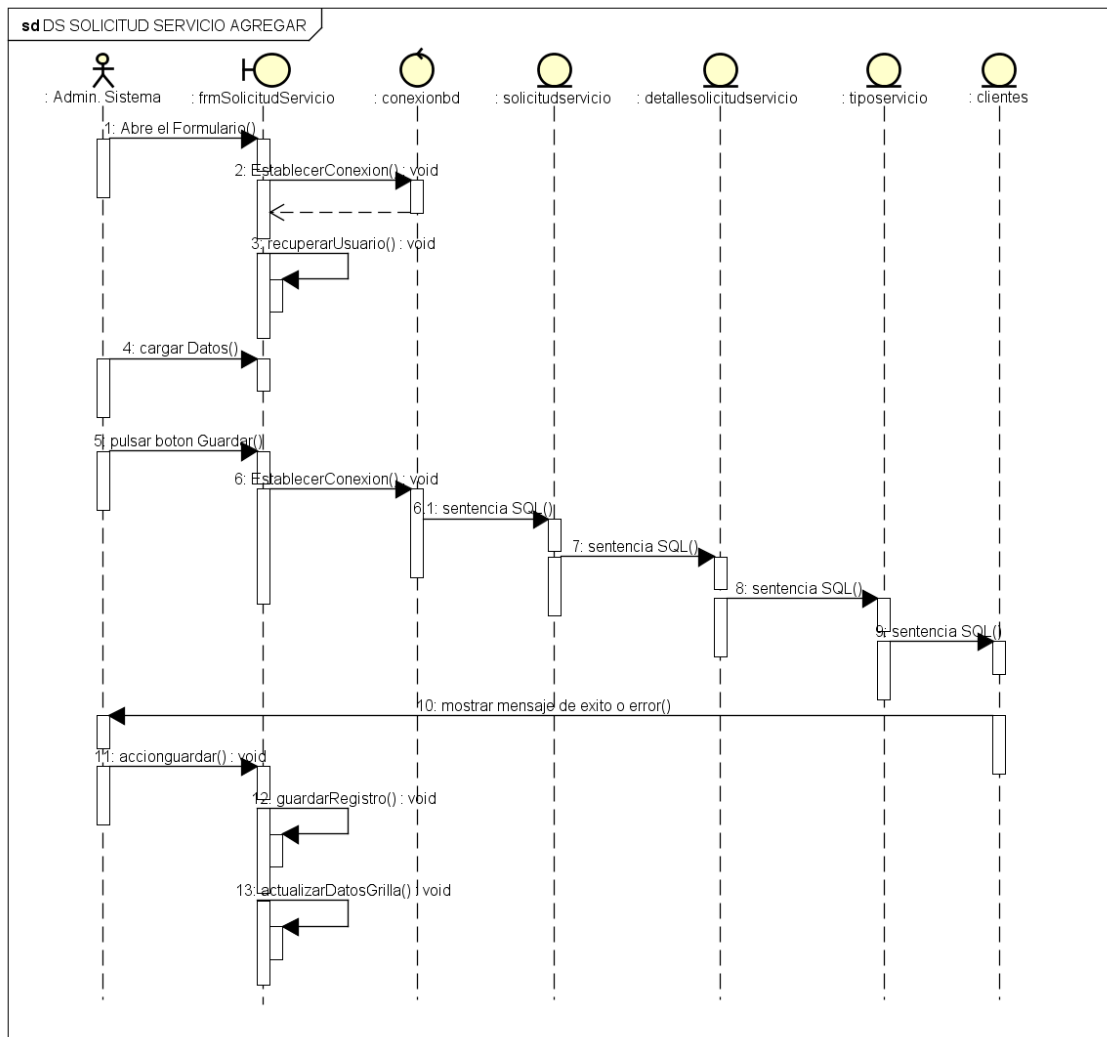 sd DS SOLICITUD SERVICIO AGREGAR
: Admin. Sistema
: frmSolicitudServicio
: conexionbd
: solicitudservicio
: detallesolicitudservicio
: tiposervicio
: clientes
1: Abre el Formulario()
2: EstablecerConexion() : void
3: recuperarUsuario() : void
4: cargar Datos()
5: pulsar boton Guardar()
6: EstablecerConexion() : void
6.1: sentencia SQL()
7: sentencia SQL()
8: sentencia SQL()
9: sentencia SQL()
10: mostrar mensaje de exito o error()
11: accionguardar() : void
12: guardarRegistro() : void
13: actualizarDatosGrilla() : void